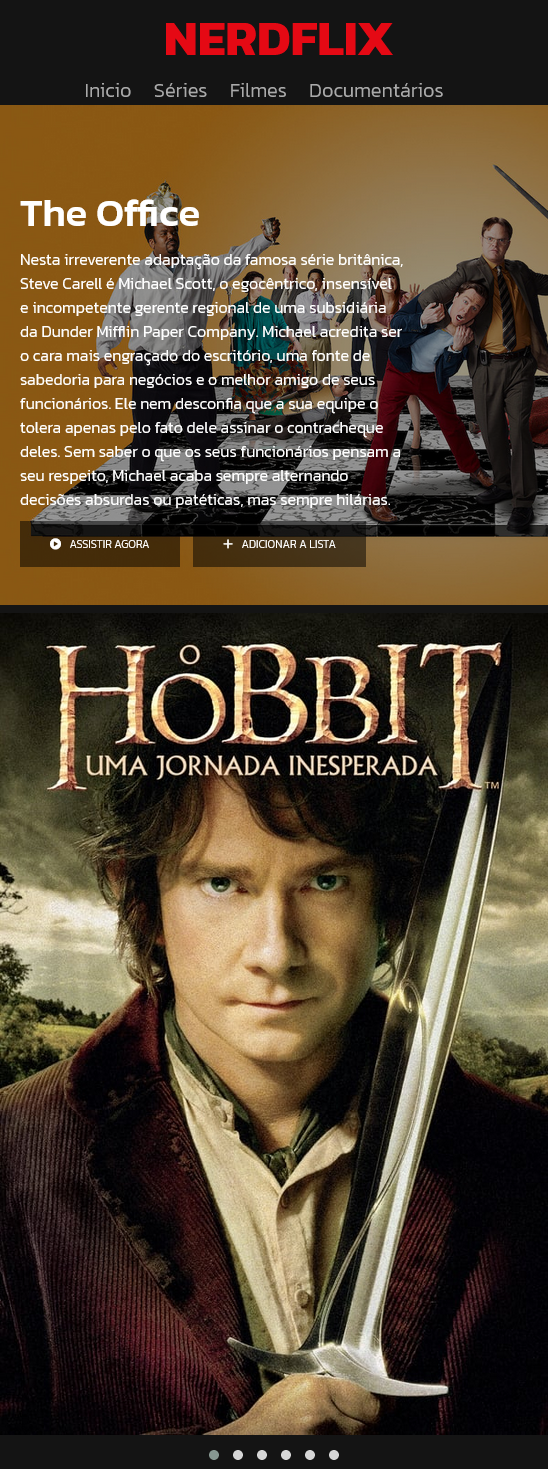 NERDFLIX
Inicio Séries Filmes Documentários
The Office
Nesta irreverente adaptação da famosa série britânica,
Steve Carell é Michael Scott, o egocêntrico, insensível
e incompetente gerente regional de uma subsidiária
da Dunder Mifflin Paper Company. Michael acredita ser
o cara mais engraçado do escritório, uma fonte de
sabedoria para negócios e o melhor amigo de seus
funcionários. Ele nem desconfia que a sua equipe o
tolera apenas pelo fato dele assinar o contracheque
deles. Sem saber o que os seus funcionários pensam a
seu respeito, Michael acaba sempre alternando
decisões absurdas ou patéticas, mas sempre hilárias.
ASSISTIR AGORA ADICIONAR A LISTA
HOBBIT
UMA JORNADA INESPERADA TM